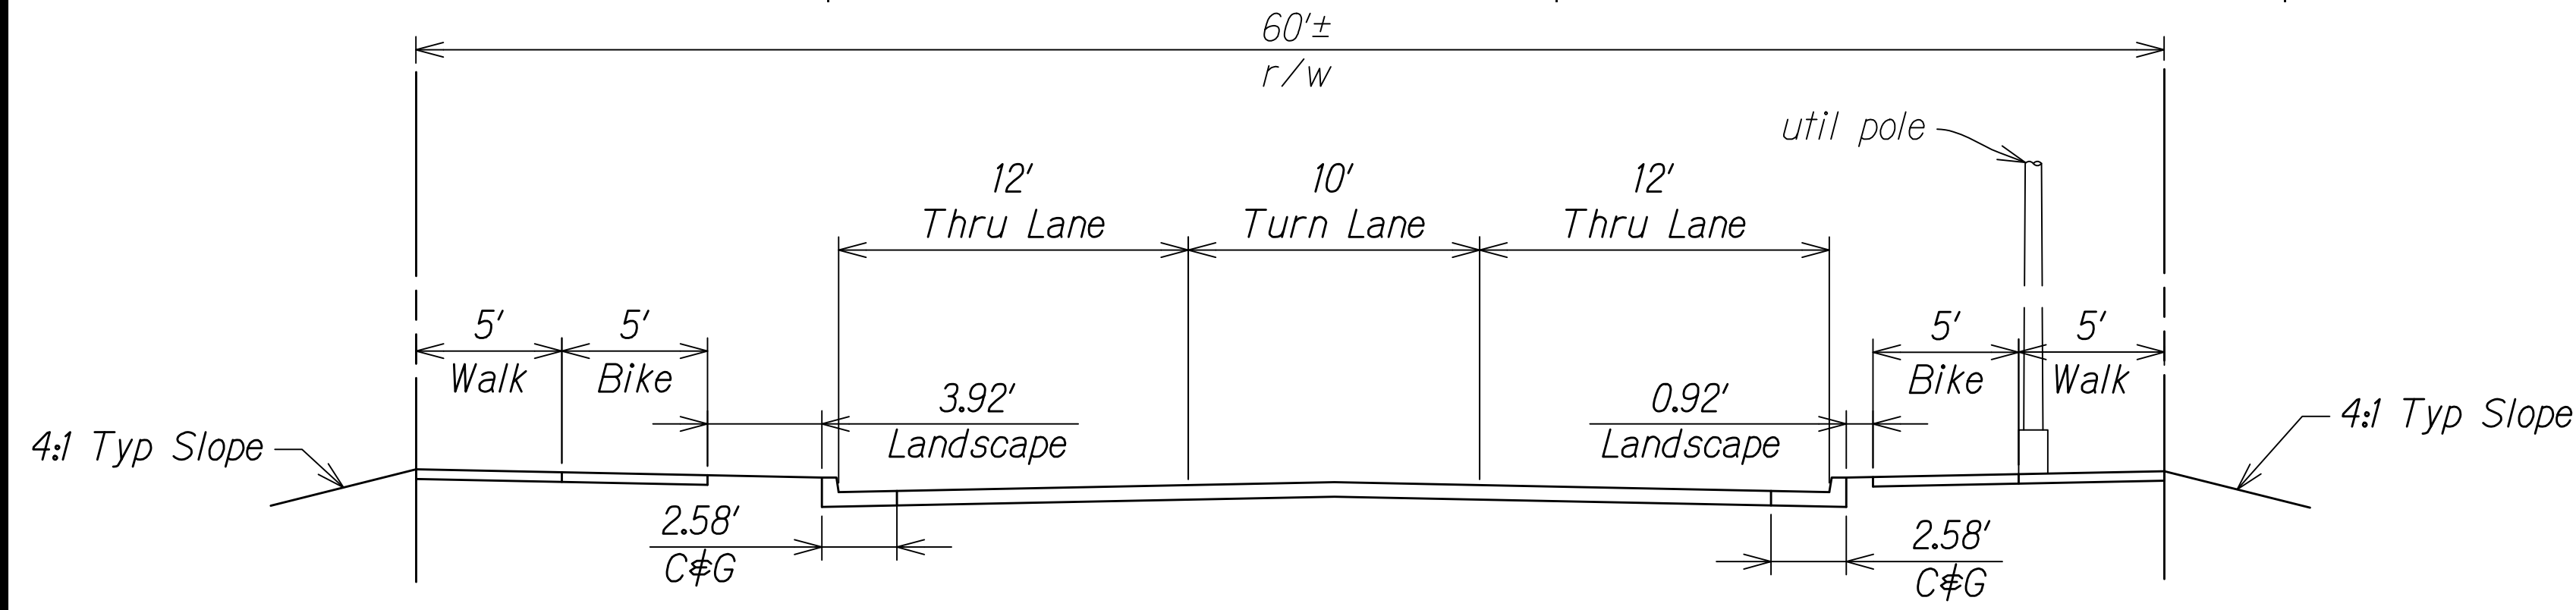 60'±
r/w
util pole
12'
Thru Lane
10'
Turn Lane
12'
Thru Lane
5'
Walk
5'
Bike
5'
Bike
5'
Walk
3.92'
Landscape
0.92'
Landscape
4:1 Typ Slope
4:1 Typ Slope
2.58'
C&G
2.58'
C&G